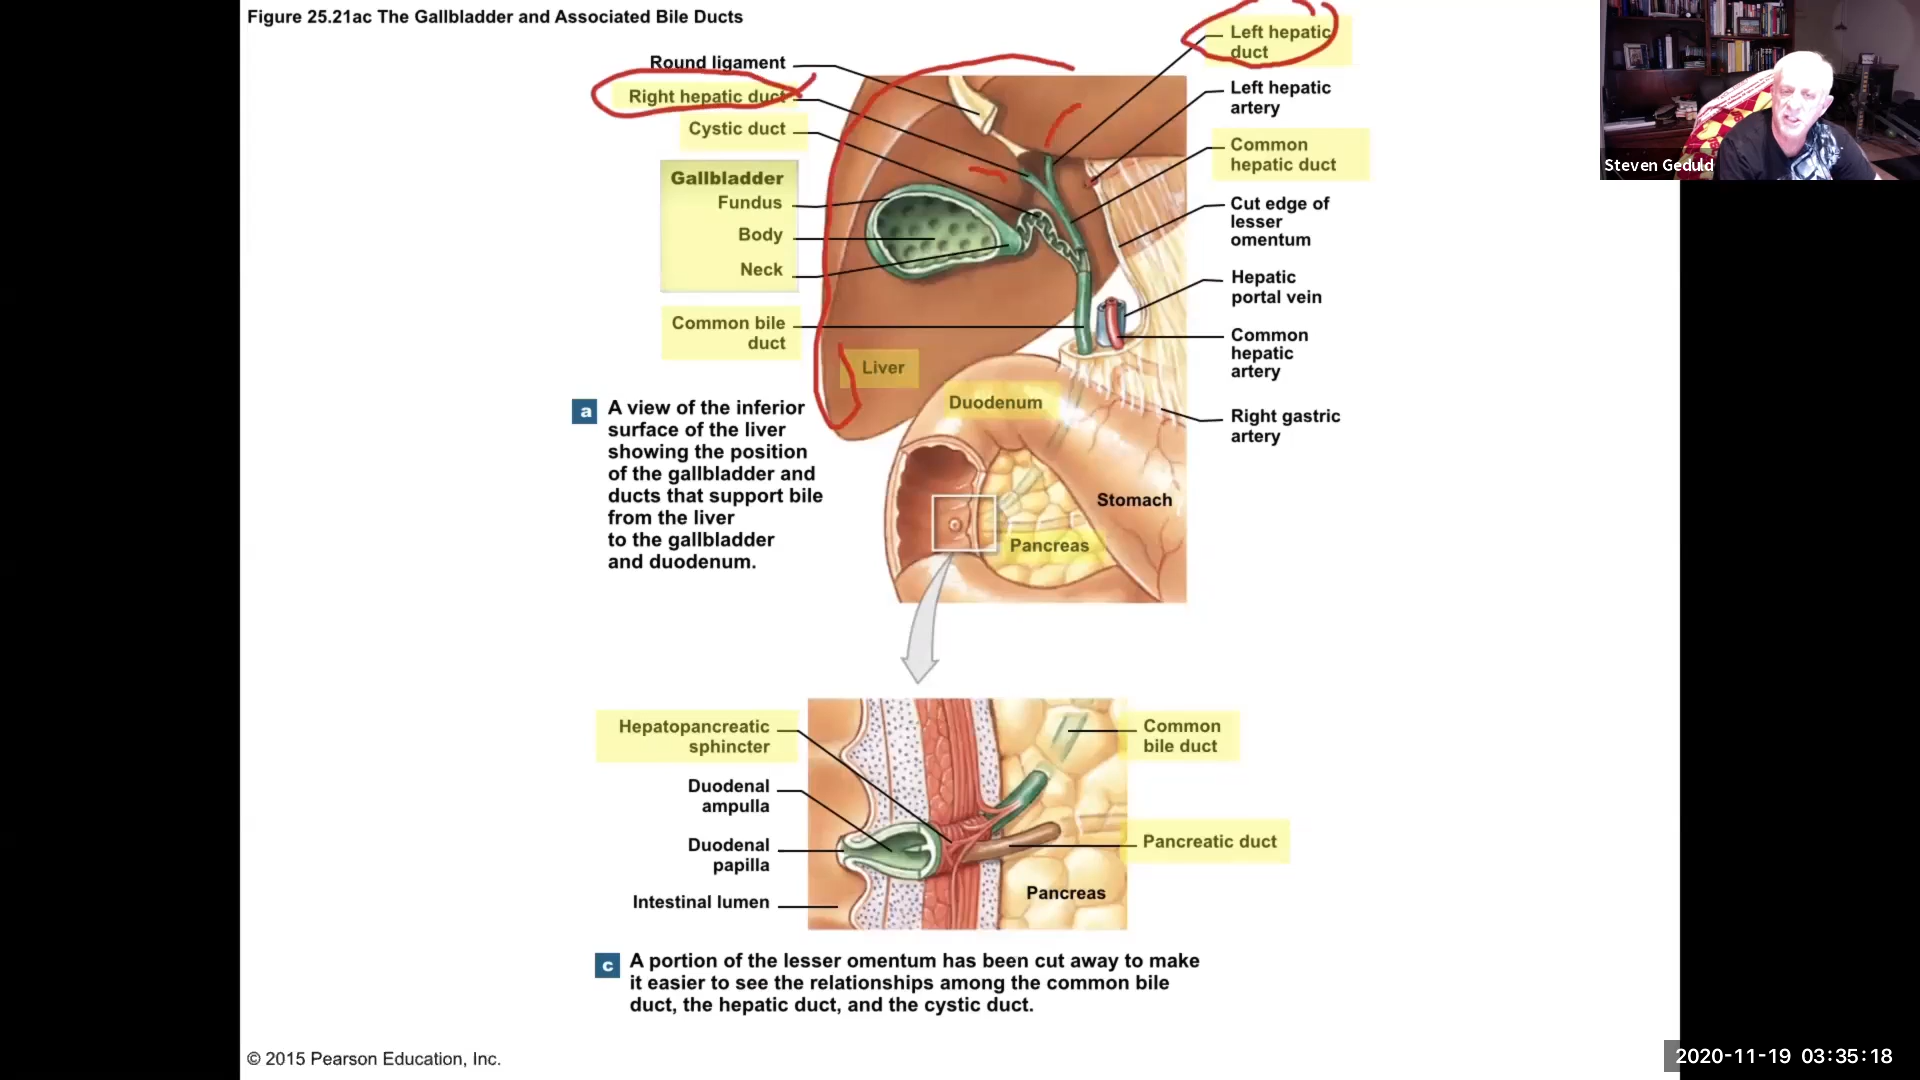 Figure 25.21ac The Gallbladder and Associated Bile Ducts
Round ligament
Right hepatic duct
Cystic duct
Gallbladder
Fundus
Body
Neck
Common bile
duct
Liver
Duodenum
Stomach
Pancreas
Left hepatic
duct
Left hepatic
artery
Common
hepatic duct
Cut edge of
lesser
omentum
Hepatic
portal vein
Common
hepatic
artery
Right gastric
artery
a
A view of the inferior
surface of the liver
showing the position
of the gallbladder and
ducts that support bile
from the liver
to the gallbladder
and duodenum.
Hepatopancreatic
sphincter
Duodenal
ampulla
Duodenal
papilla
Intestinal lumen
Common
bile duct
Pancreatic duct
Pancreas
c
A portion of the lesser omentum has been cut away to make
it easier to see the relationships among the common bile
duct, the hepatic duct, and the cystic duct.
© 2015 Pearson Education, Inc.
Steven Geduld
2020-11-19 03:35:18